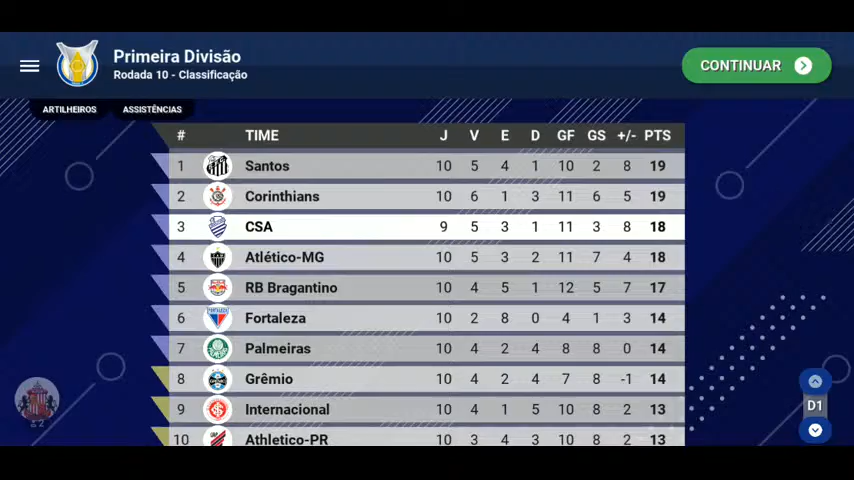 Primeira Divisão
Rodada 10 - Classificação
CONTINUAR
ARTILHEIROS ASSISTÊNCIAS
# TIME J V E D GF GS +/- PTS
1 Santos 10 5 4 1 10 2 8 19
2 Corinthians 10 6 1 3 11 6 5 19
3 CSA 9 5 3 1 11 3 8 18
4 Atlético-MG 10 5 3 2 11 7 4 18
5 RB Bragantino 10 4 5 1 12 5 7 17
6 Fortaleza 10 2 8 0 4 1 3 14
7 Palmeiras 10 4 2 4 8 8 0 14
8 Grêmio 10 4 2 4 7 8 -1 14
9 Internacional 10 4 1 5 10 8 2 13
10 Athletico-PR 10 3 4 3 10 8 2 13
D1